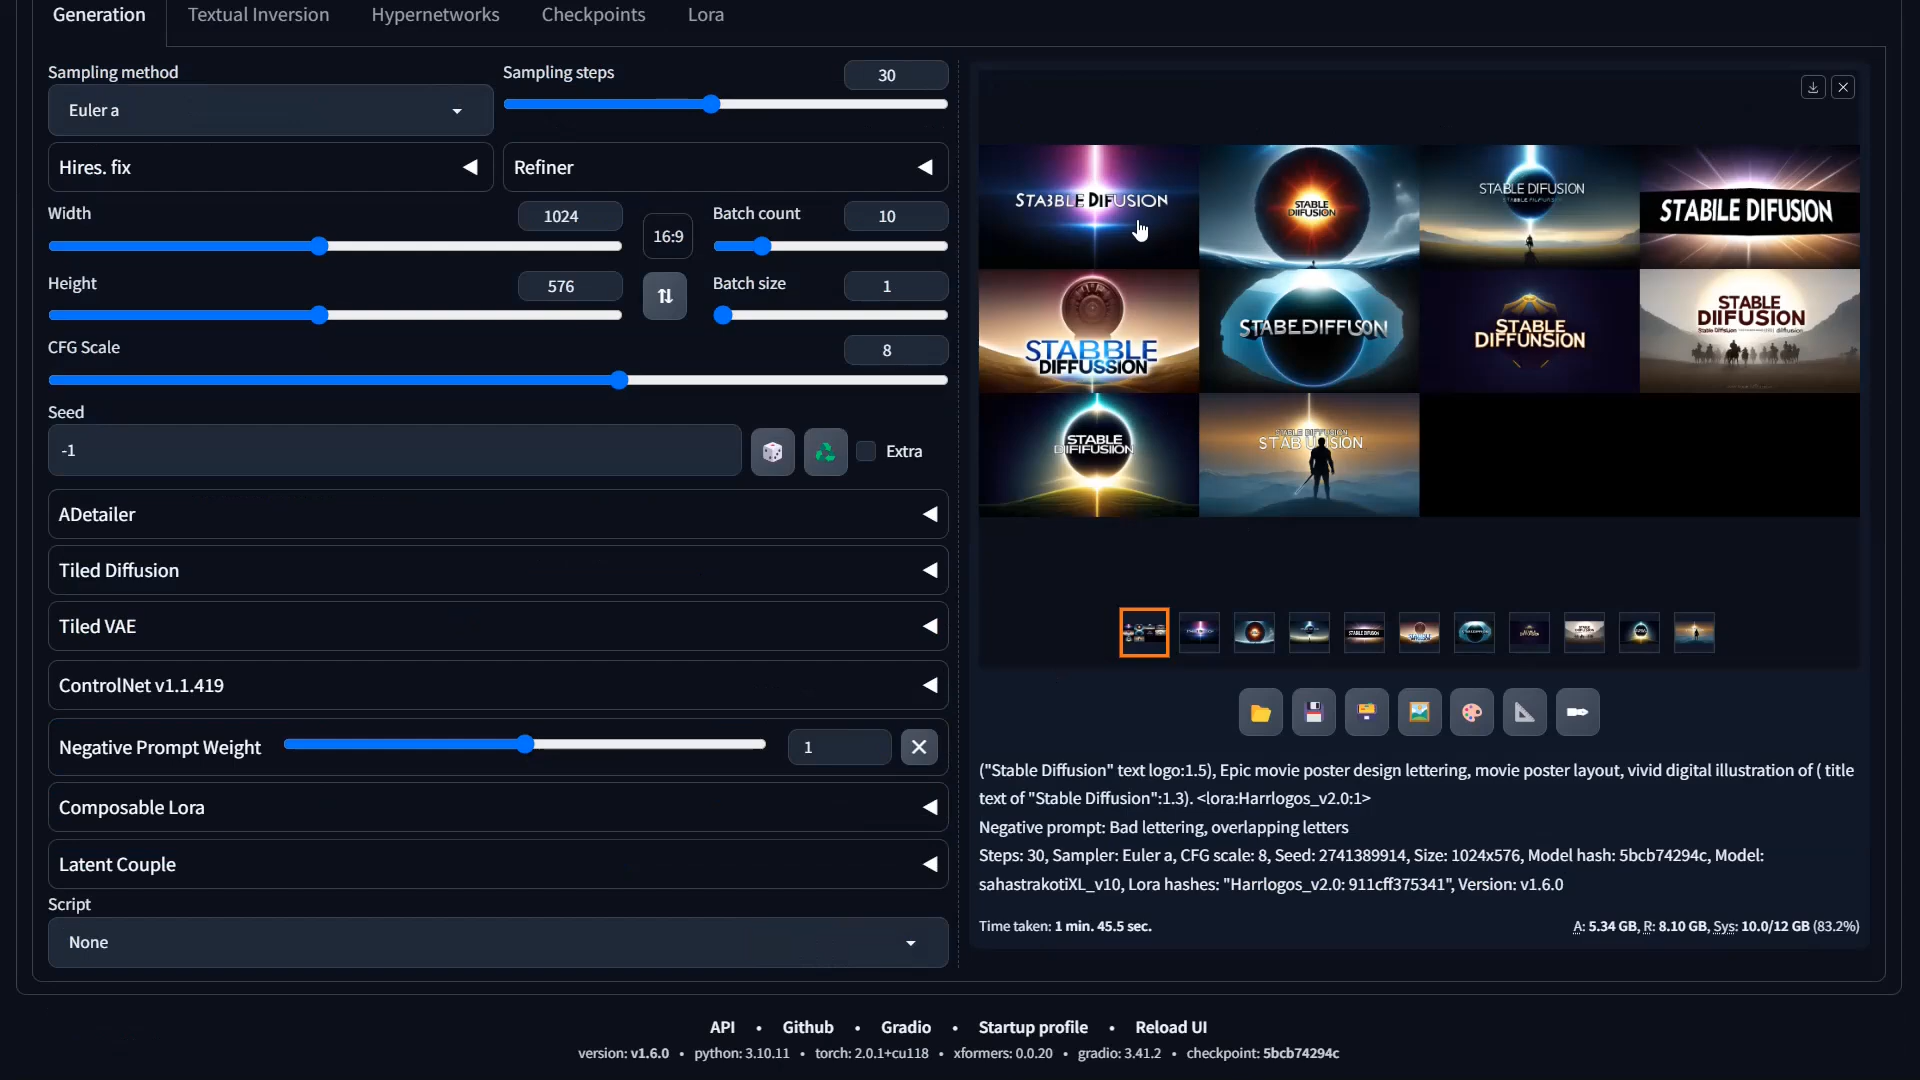 Generation Textual Inversion Hypernetworks Checkpoints Lora
Sampling method
Euler a
Sampling steps
30
Hires. fix
Refiner
Width
1024
16:9
Batch count
10
Height
576
Batch size
1
CFG Scale
8
Seed
-1
Extra
ADetailer
Tiled Diffusion
Tiled VAE
ControlNet v1.1.419
Negative Prompt Weight
1
Composable Lora
Latent Couple
Script
None
STABBLE DIFUSION
STABLE
DIIFUSION
STABLE DIFUSION
STABILE DIFUSION
STABBLE
DIFFUSSION
STABEDIFFUSON
STABLE
DIFFUNSION
STABLE
DIIFUSION
STABLE
DIFIFUSIION
("Stable Diffusion" text logo:1.5), Epic movie poster design lettering, movie poster layout, vivid digital illustration of ( title
text of "Stable Diffusion":1.3). <lora:Harrlogos_v2.0:1>
Negative prompt: Bad lettering, overlapping letters
Steps: 30, Sampler: Euler a, CFG scale: 8, Seed: 2741389914, Size: 1024x576, Model hash: 5bcb74294c, Model:
sahastrakotiXL_v10, Lora hashes: "Harrlogos_v2.0: 911cff375341", Version: v1.6.0
Time taken: 1 min. 45.5 sec.
A: 5.34 GB, R: 8.10 GB, Sys: 10.0/12 GB (83.2%)
API • Github • Gradio • Startup profile • Reload UI
version: v1.6.0 • python: 3.10.11 • torch: 2.0.1+cu118 • xformers: 0.0.20 • gradio: 3.41.2 • checkpoint: 5bcb74294c